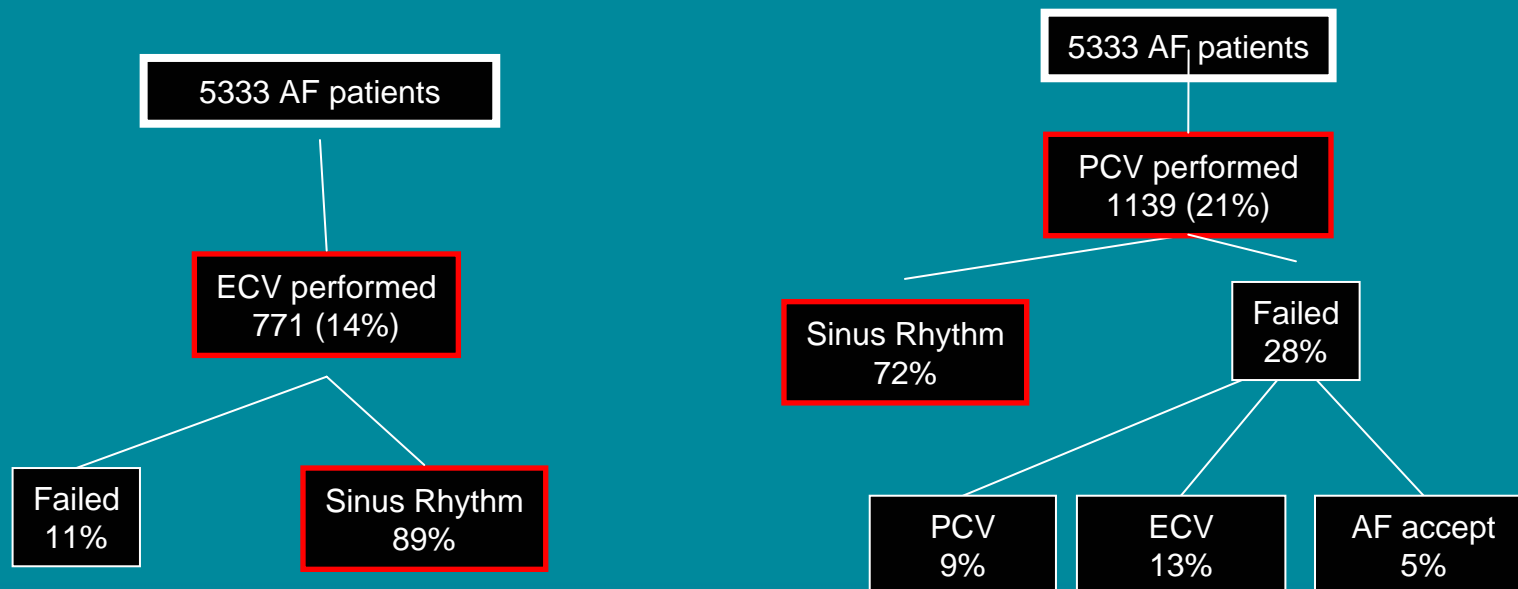 5333 AF patients
ECV performed
771 (14%)
Failed
11%
Sinus Rhythm
89%
5333 AF patients
PCV performed
1139 (21%)
Sinus Rhythm
72%
Failed
28%
PCV
9%
ECV
13%
AF accept
5%